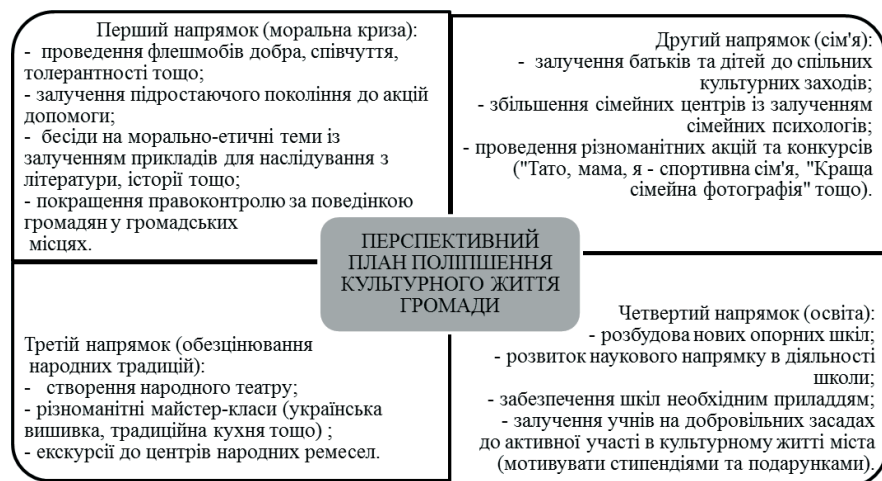 Перший напрямок (моральна криза):
- проведення флешмобів добра, співчуття,
толерантності тощо;
- залучення підростаючого покоління до акцій
допомоги;
- бесіди на морально-етичні теми із
залученням прикладів для наслідування з
літератури, історії тощо;
- покращення правоконтролю за поведінкою
громадян у громадських
місцях.
Другий напрямок (сім'я):
- залучення батьків та дітей до спільних
культурних заходів;
- збільшення сімейних центрів із залученням
сімейних психологів;
- проведення різноманітних акцій та конкурсів
("Тато, мама, я - спортивна сім'я, "Краща
сімейна фотографія" тощо).
ПЕРСПЕКТИВНИЙ
ПЛАН ПОЛІПШЕННЯ
КУЛЬТУРНОГО ЖИТТЯ
ГРОМАДИ
Третій напрямок (обезцінювання
народних традицій):
- створення народного театру;
- різноманітні майстер-класи (українська
вишивка, традиційна кухня тощо) ;
- екскурсії до центрів народних ремесел.
Четвертий напрямок (освіта):
- розбудова нових опорних шкіл;
- розвиток наукового напрямку в діяльності
школи;
- забезпечення шкіл необхідним приладдям;
- залучення учнів на добровільних засадах
до активної участі в культурному житті міста
(мотивувати стипендіями та подарунками).